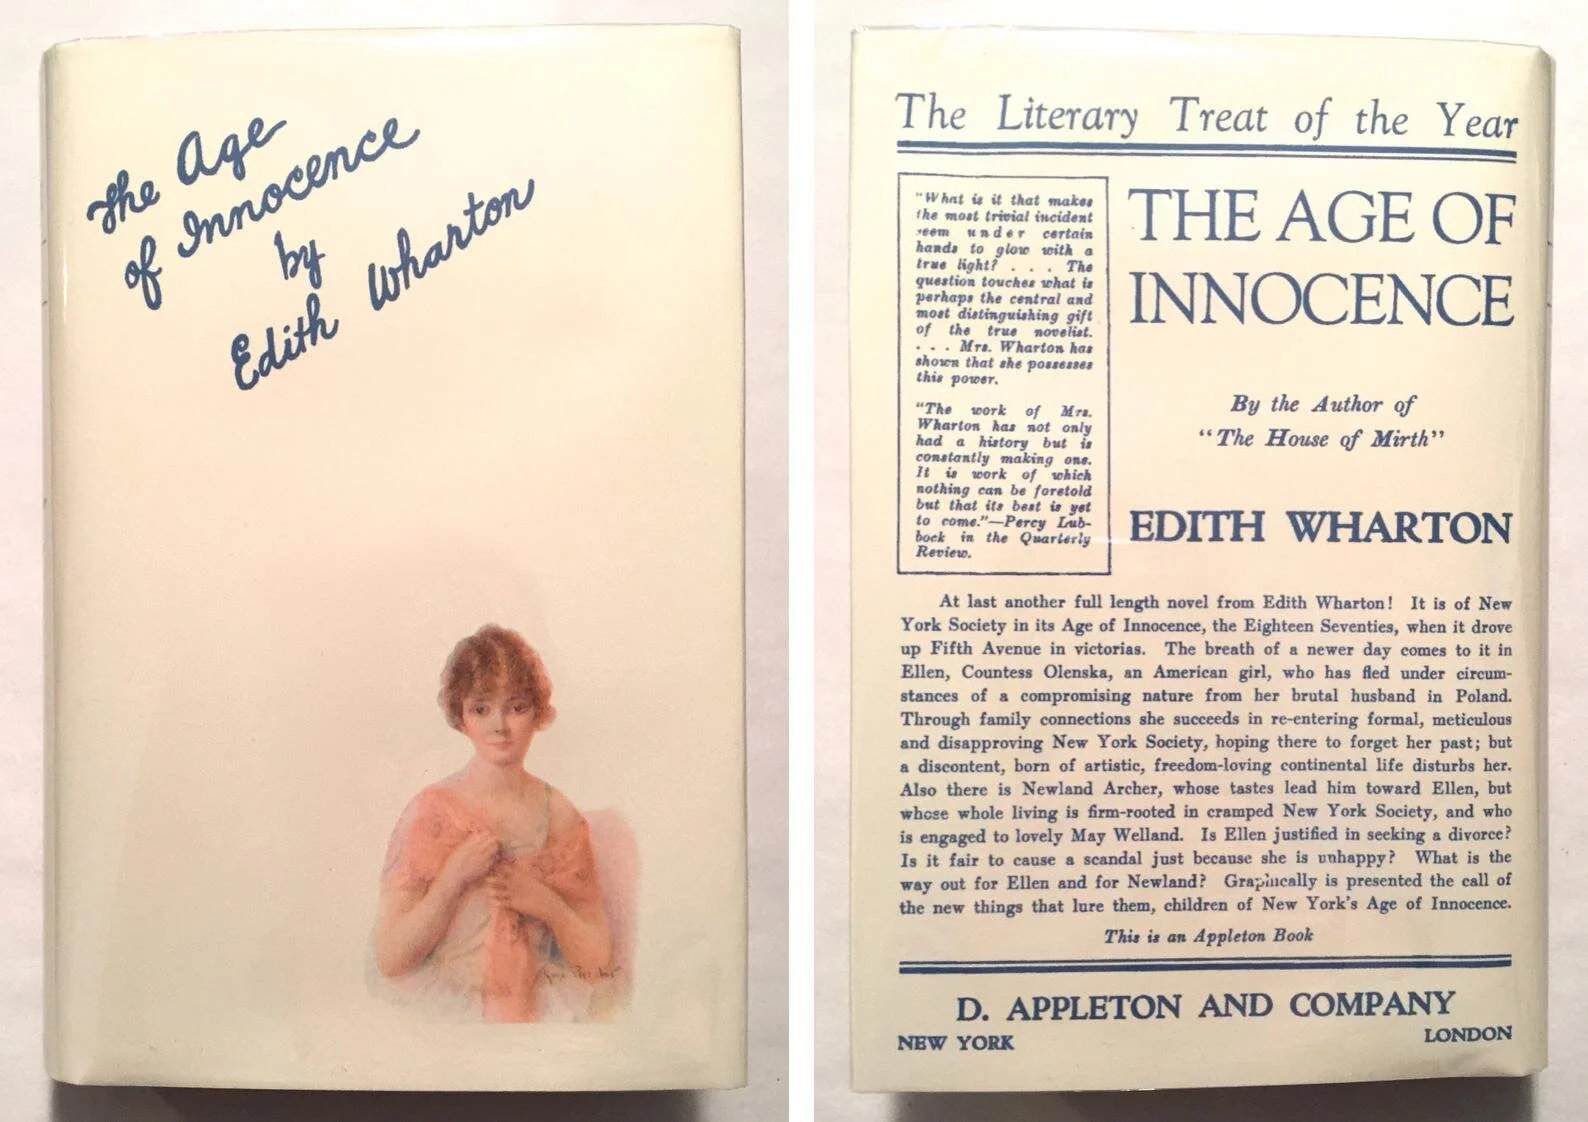 The Age
of Innocence
by
Edith Wharton
The Literary Treat of the Year
"What is it that makes
the most trivial incident
seem under certain
hands to glow with a
true light? . . . The
question touches what is
perhaps the central and
most distinguishing gift
of the true novelist.
. . . Mrs. Wharton has
shown that she possesses
this power.
"The work of Mrs.
Wharton has not only
had a history but is
constantly making one.
It is work of which
nothing can be foretold
but that its best is yet
to come."—Percy Lub-
bock in the Quarterly
Review.
THE AGE OF
INNOCENCE
By the Author of
"The House of Mirth"
EDITH WHARTON
At last another full length novel from Edith Wharton! It is of New
York Society in its Age of Innocence, the Eighteen Seventies, when it drove
up Fifth Avenue in victorias. The breath of a newer day comes to it in
Ellen, Countess Olenska, an American girl, who has fled under circum-
stances of a compromising nature from her brutal husband in Poland.
Through family connections she succeeds in re-entering formal, meticulous
and disapproving New York Society, hoping there to forget her past; but
a discontent, born of artistic, freedom-loving continental life disturbs her.
Also there is Newland Archer, whose tastes lead him toward Ellen, but
whose whole living is firm-rooted in cramped New York Society, and who
is engaged to lovely May Welland. Is Ellen justified in seeking a divorce?
Is it fair to cause a scandal just because she is unhappy? What is the
way out for Ellen and for Newland? Graphically is presented the call of
the new things that lure them, children of New York's Age of Innocence.
This is an Appleton Book
D. APPLETON AND COMPANY
NEW YORK LONDON